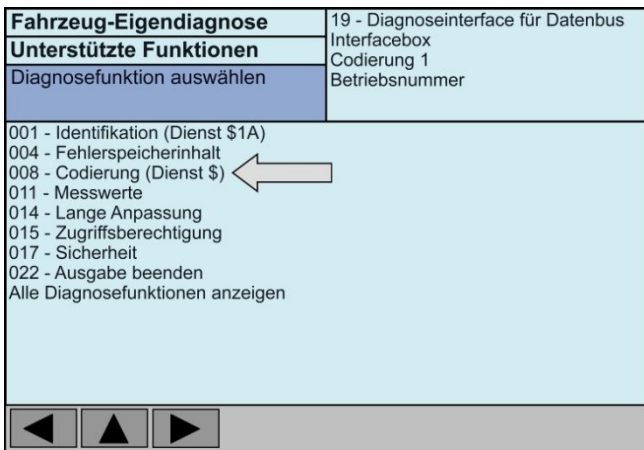 Fahrzeug-Eigendiagnose
Unterstützte Funktionen
Diagnosefunktion auswählen
19 - Diagnoseinterface für Datenbus
Interfacebox
Codierung 1
Betriebsnummer
001 - Identifikation (Dienst $1A)
004 - Fehlerspeicherinhalt
008 - Codierung (Dienst $)
011 - Messwerte
014 - Lange Anpassung
015 - Zugriffsberechtigung
017 - Sicherheit
022 - Ausgabe beenden
Alle Diagnosefunktionen anzeigen